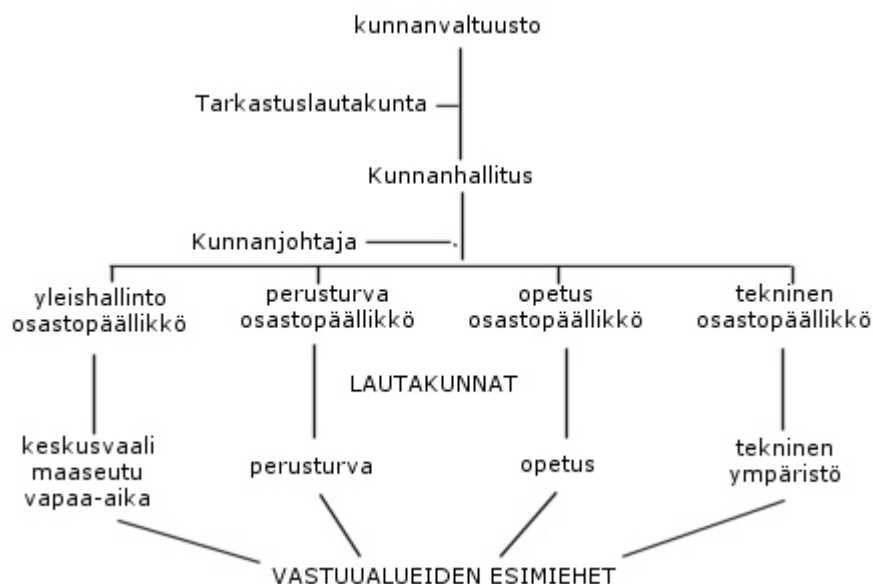 kunnanvaltuusto
Tarkastuslautakunta
Kunnanhallitus
Kunnanjohtaja
yleishallinto
osastopäällikkö
perusturva
osastopäällikkö
opetus
osastopäällikkö
tekninen
osastopäällikkö
LAUTAKUNNAT
keskusvaali
maaseutu
vapaa-aika
perusturva
opetus
tekninen
ympäristö
VASTUUALUEIDEN ESIMIEHET